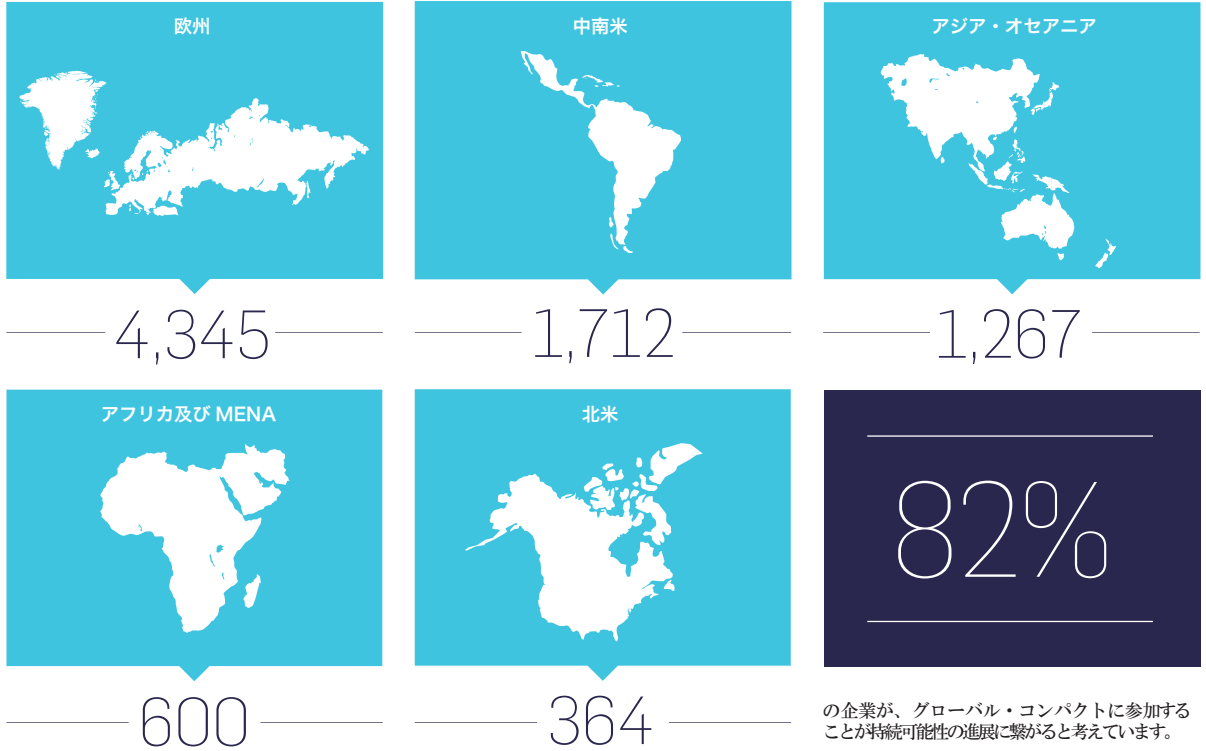 欧州
中南米
アジア・オセアニア
4,345
1,712
1,267
アフリカ及び MENA
北米
82%
600
364
の企業が、グローバル・コンパクトに参加する
ことが持続可能性の進展に繋がると考えています。